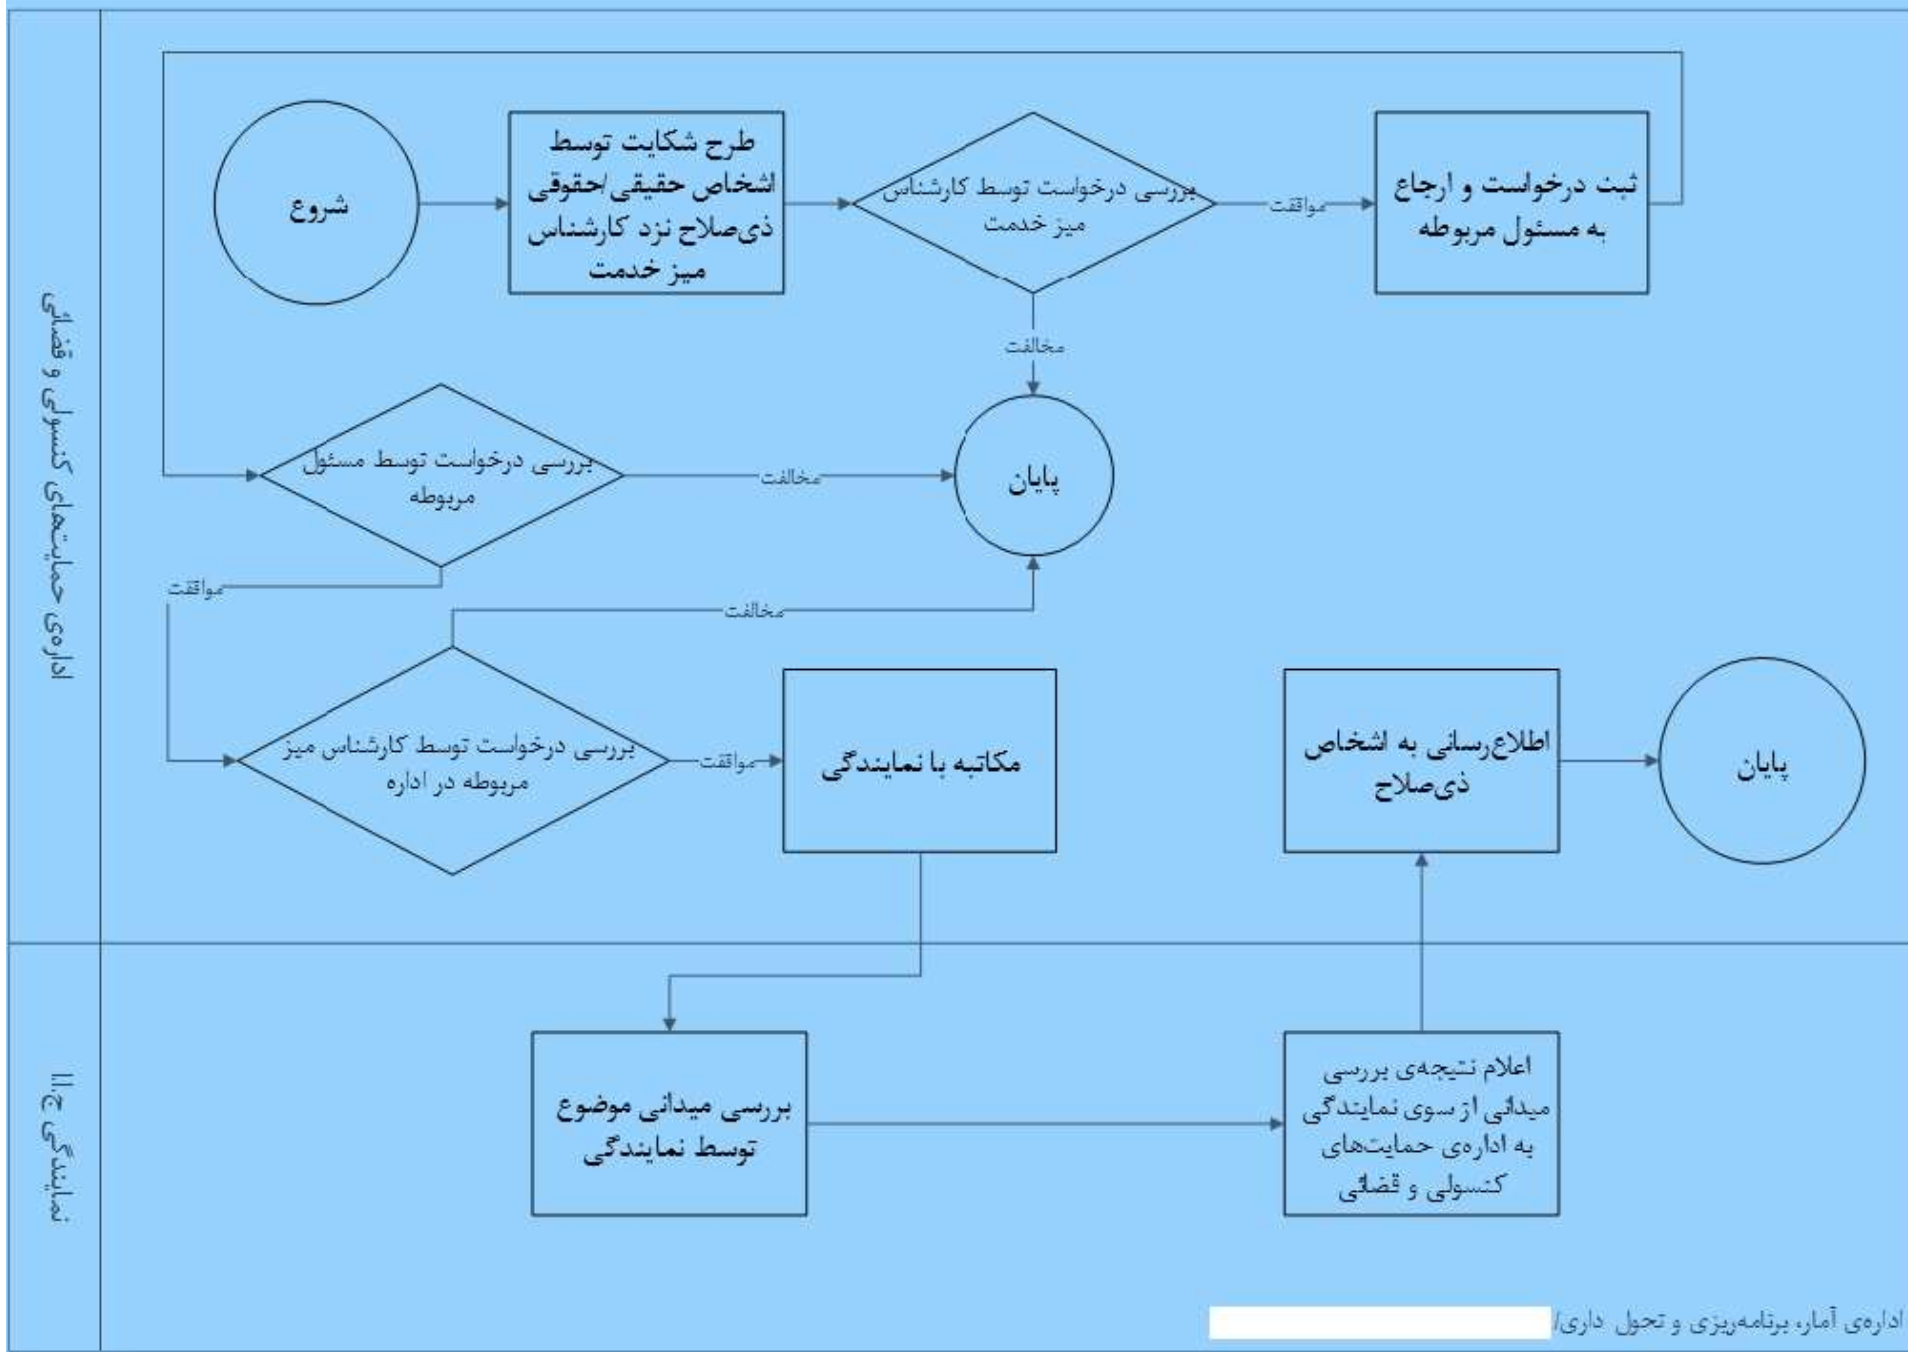 شروع
طرح شکایت توسط
اشخاص حقیقی/حقوقی
ذی‌صلاح نزد کارشناس
میز خدمت
بررسی درخواست توسط کارشناس
میز خدمت
موافقت
ثبت درخواست و ارجاع
به مسئول مربوطه
مخالفت
بررسی درخواست توسط مسئول
مربوطه
مخالفت
پایان
موافقت
مخالفت
بررسی درخواست توسط کارشناس میز
مربوطه در اداره
موافقت
مکاتبه با نمایندگی
اطلاع‌رسانی به اشخاص
ذی‌صلاح
پایان
اداره‌ی حمایت‌های کنسولی و قضائی
بررسی میدانی موضوع
توسط نمایندگی
اعلام نتیجه‌ی بررسی
میدانی از سوی نمایندگی
به اداره‌ی حمایت‌های
کنسولی و قضائی
نمایندگی ج.ا.ا
اداره‌ی آمار، برنامه‌ریزی و تحول داری/